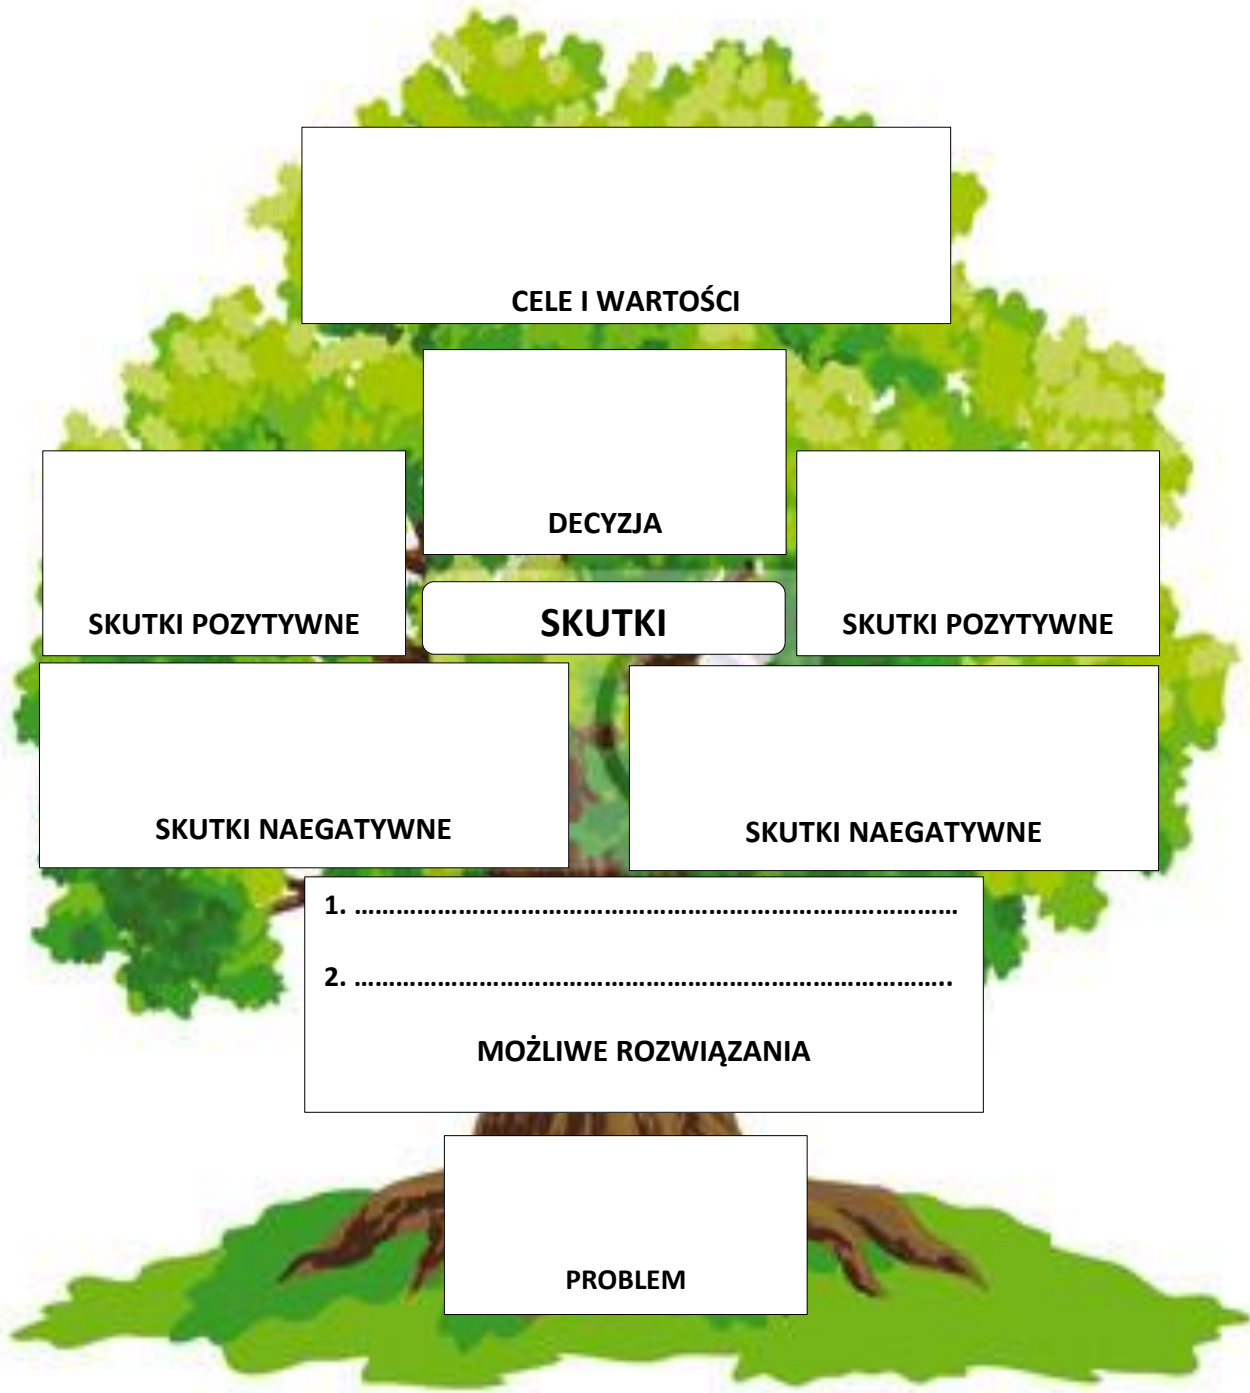 CELE I WARTOŚCI
DECYZJA
SKUTKI POZYTYWNE
SKUTKI
SKUTKI POZYTYWNE
SKUTKI NAEGATYWNE
SKUTKI NAEGATYWNE
1. ……………………………………………………………………………
2. …………………………………………………………………………..
MOŻLIWE ROZWIĄZANIA
PROBLEM